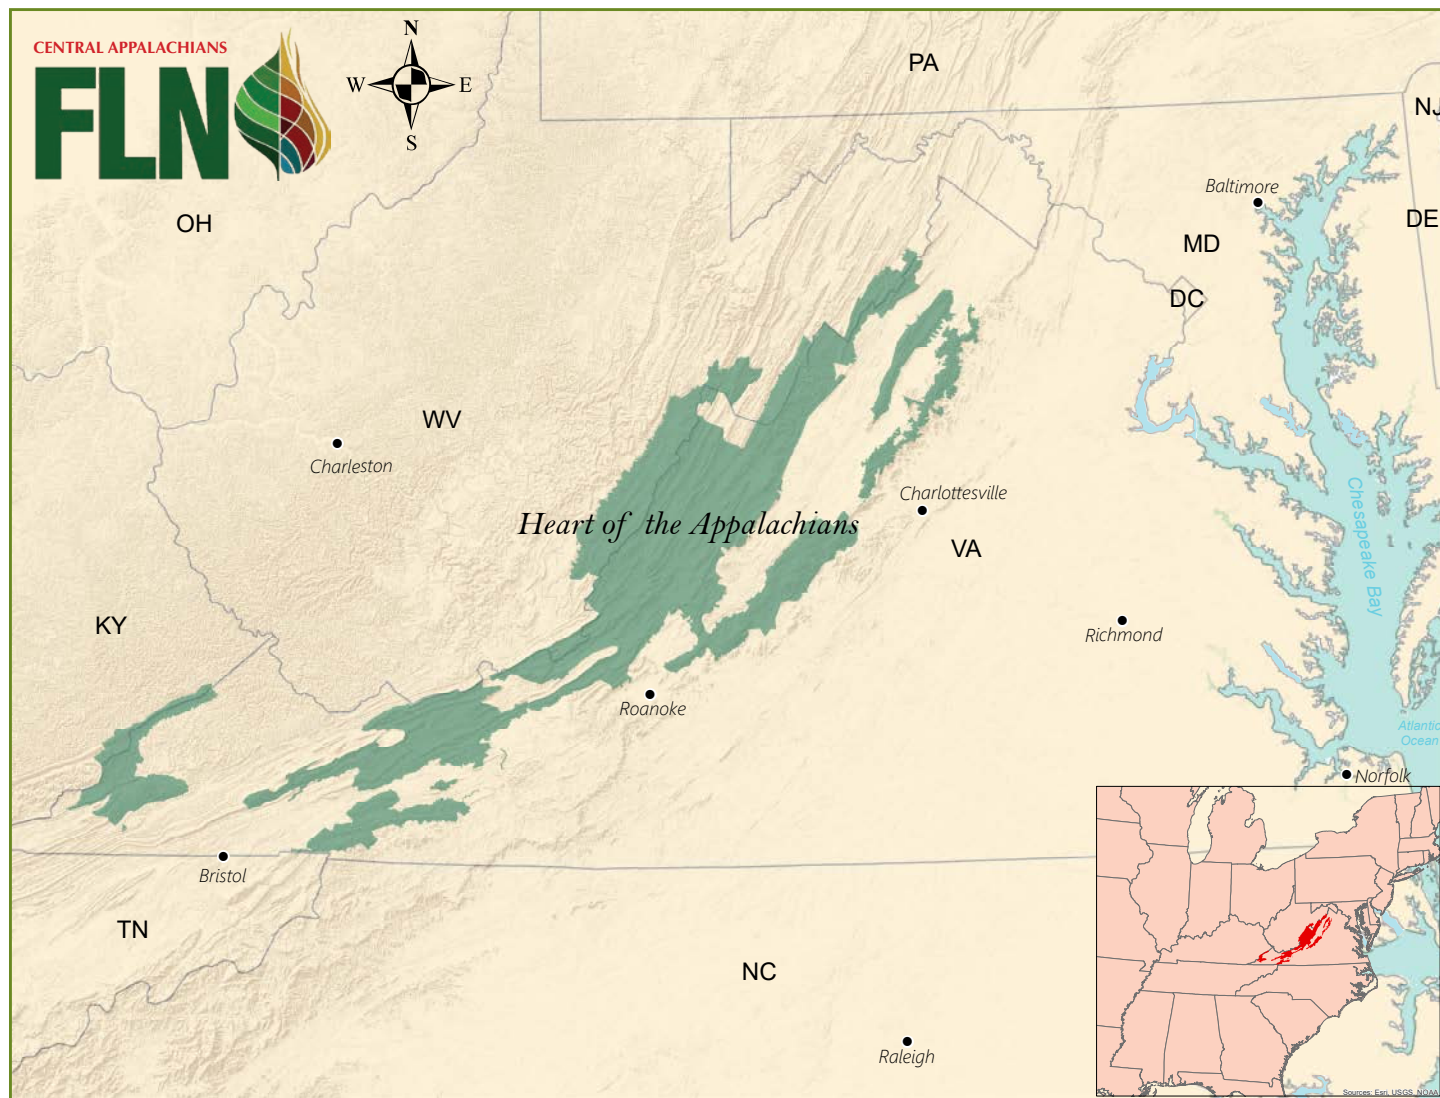 CENTRAL APPALACHIANS
FLN
N
W E
S
PA
NJ
OH
Baltimore
MD
DE
DC
WV
Charleston
Charlottesville
Heart of the Appalachians
VA
Chesapeake Bay
KY
Richmond
Roanoke
Atlantic
Ocean
Norfolk
Bristol
TN
NC
Raleigh
Sources: Esri, USGS, NOAA